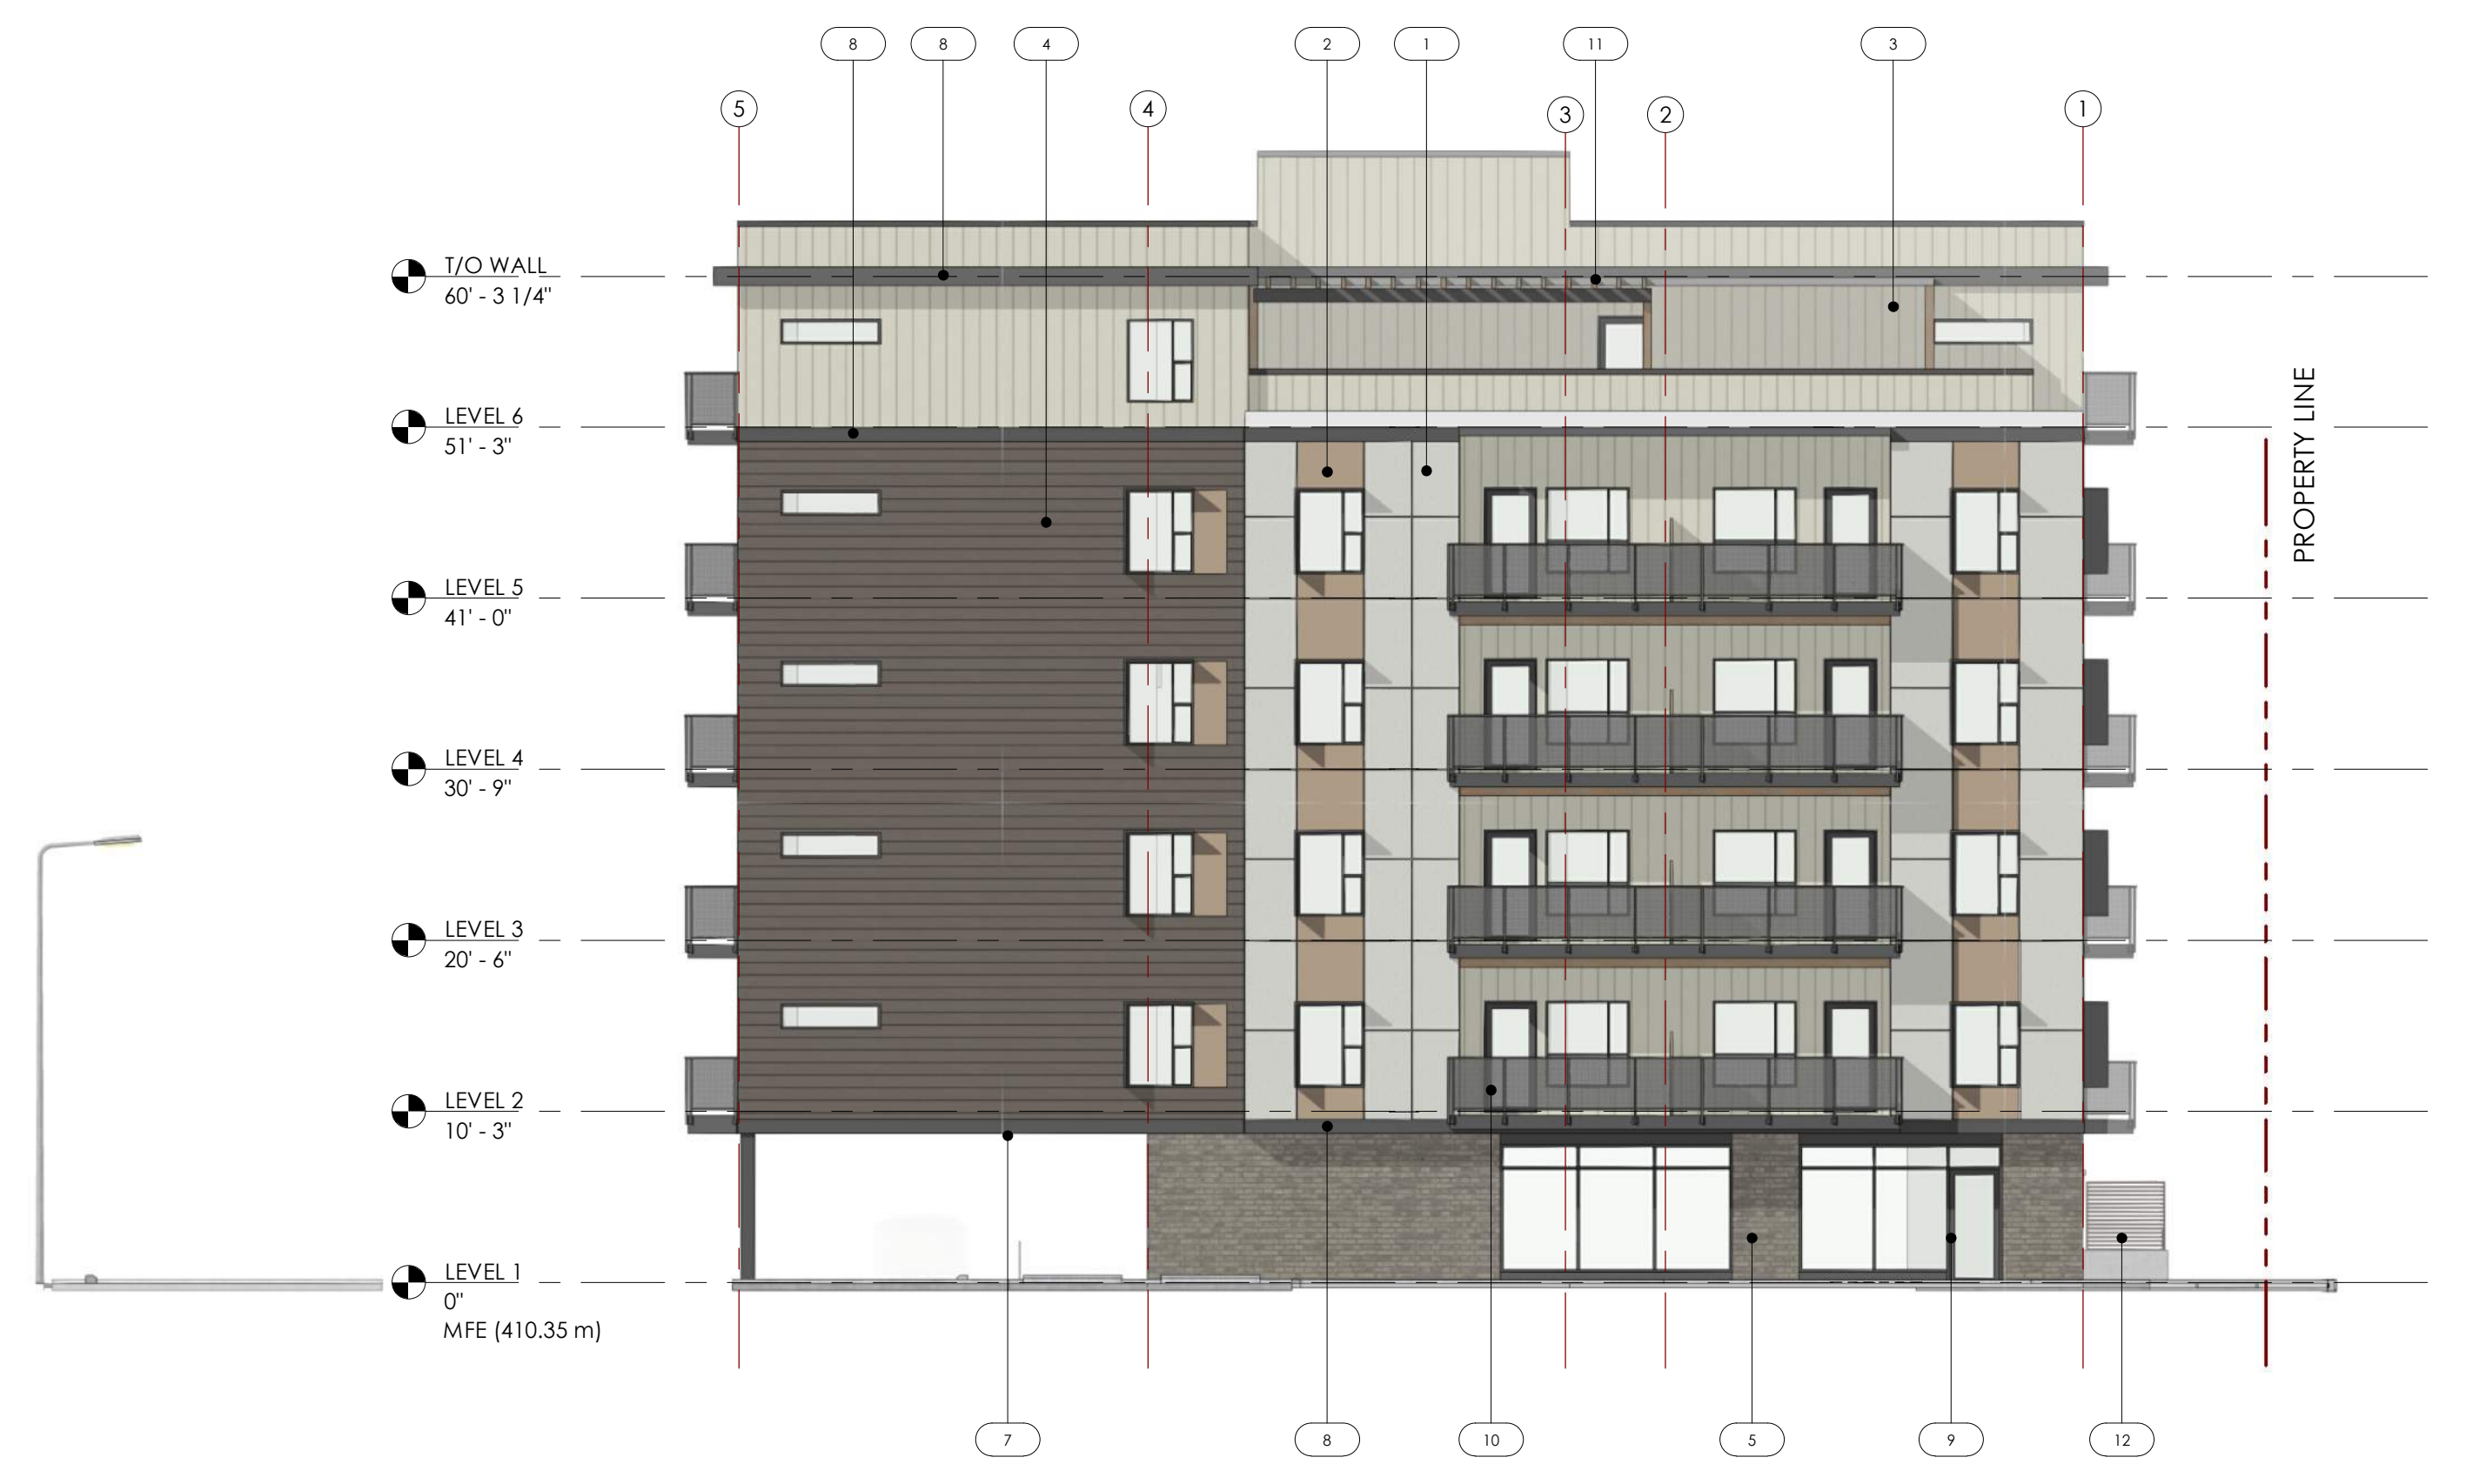 8
8
4
2
1
11
3
5
4
3
2
1
T/O WALL
60' - 3 1/4"
LEVEL 6
51' - 3"
PROPERTY LINE
LEVEL 5
41' - 0"
LEVEL 4
30' - 9"
LEVEL 3
20' - 6"
LEVEL 2
10' - 3"
LEVEL 1
0"
MFE (410.35 m)
7
8
10
5
9
12